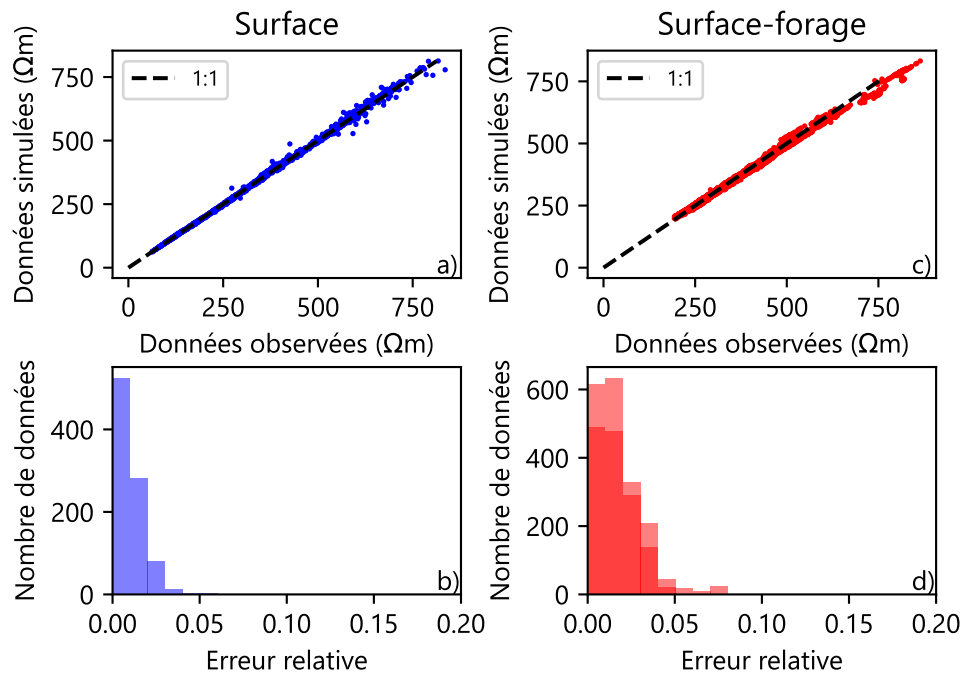 Surface
Données simulées (Ωm)
750
500
250
0
1:1
a)
0 250 500 750
Données observées (Ωm)
Surface-forage
Données simulées (Ωm)
750
500
250
0
1:1
c)
0 250 500 750
Données observées (Ωm)
Nombre de données
400
200
0
b)
0.00 0.05 0.10 0.15 0.20
Erreur relative
Nombre de données
600
400
200
0
d)
0.00 0.05 0.10 0.15 0.20
Erreur relative